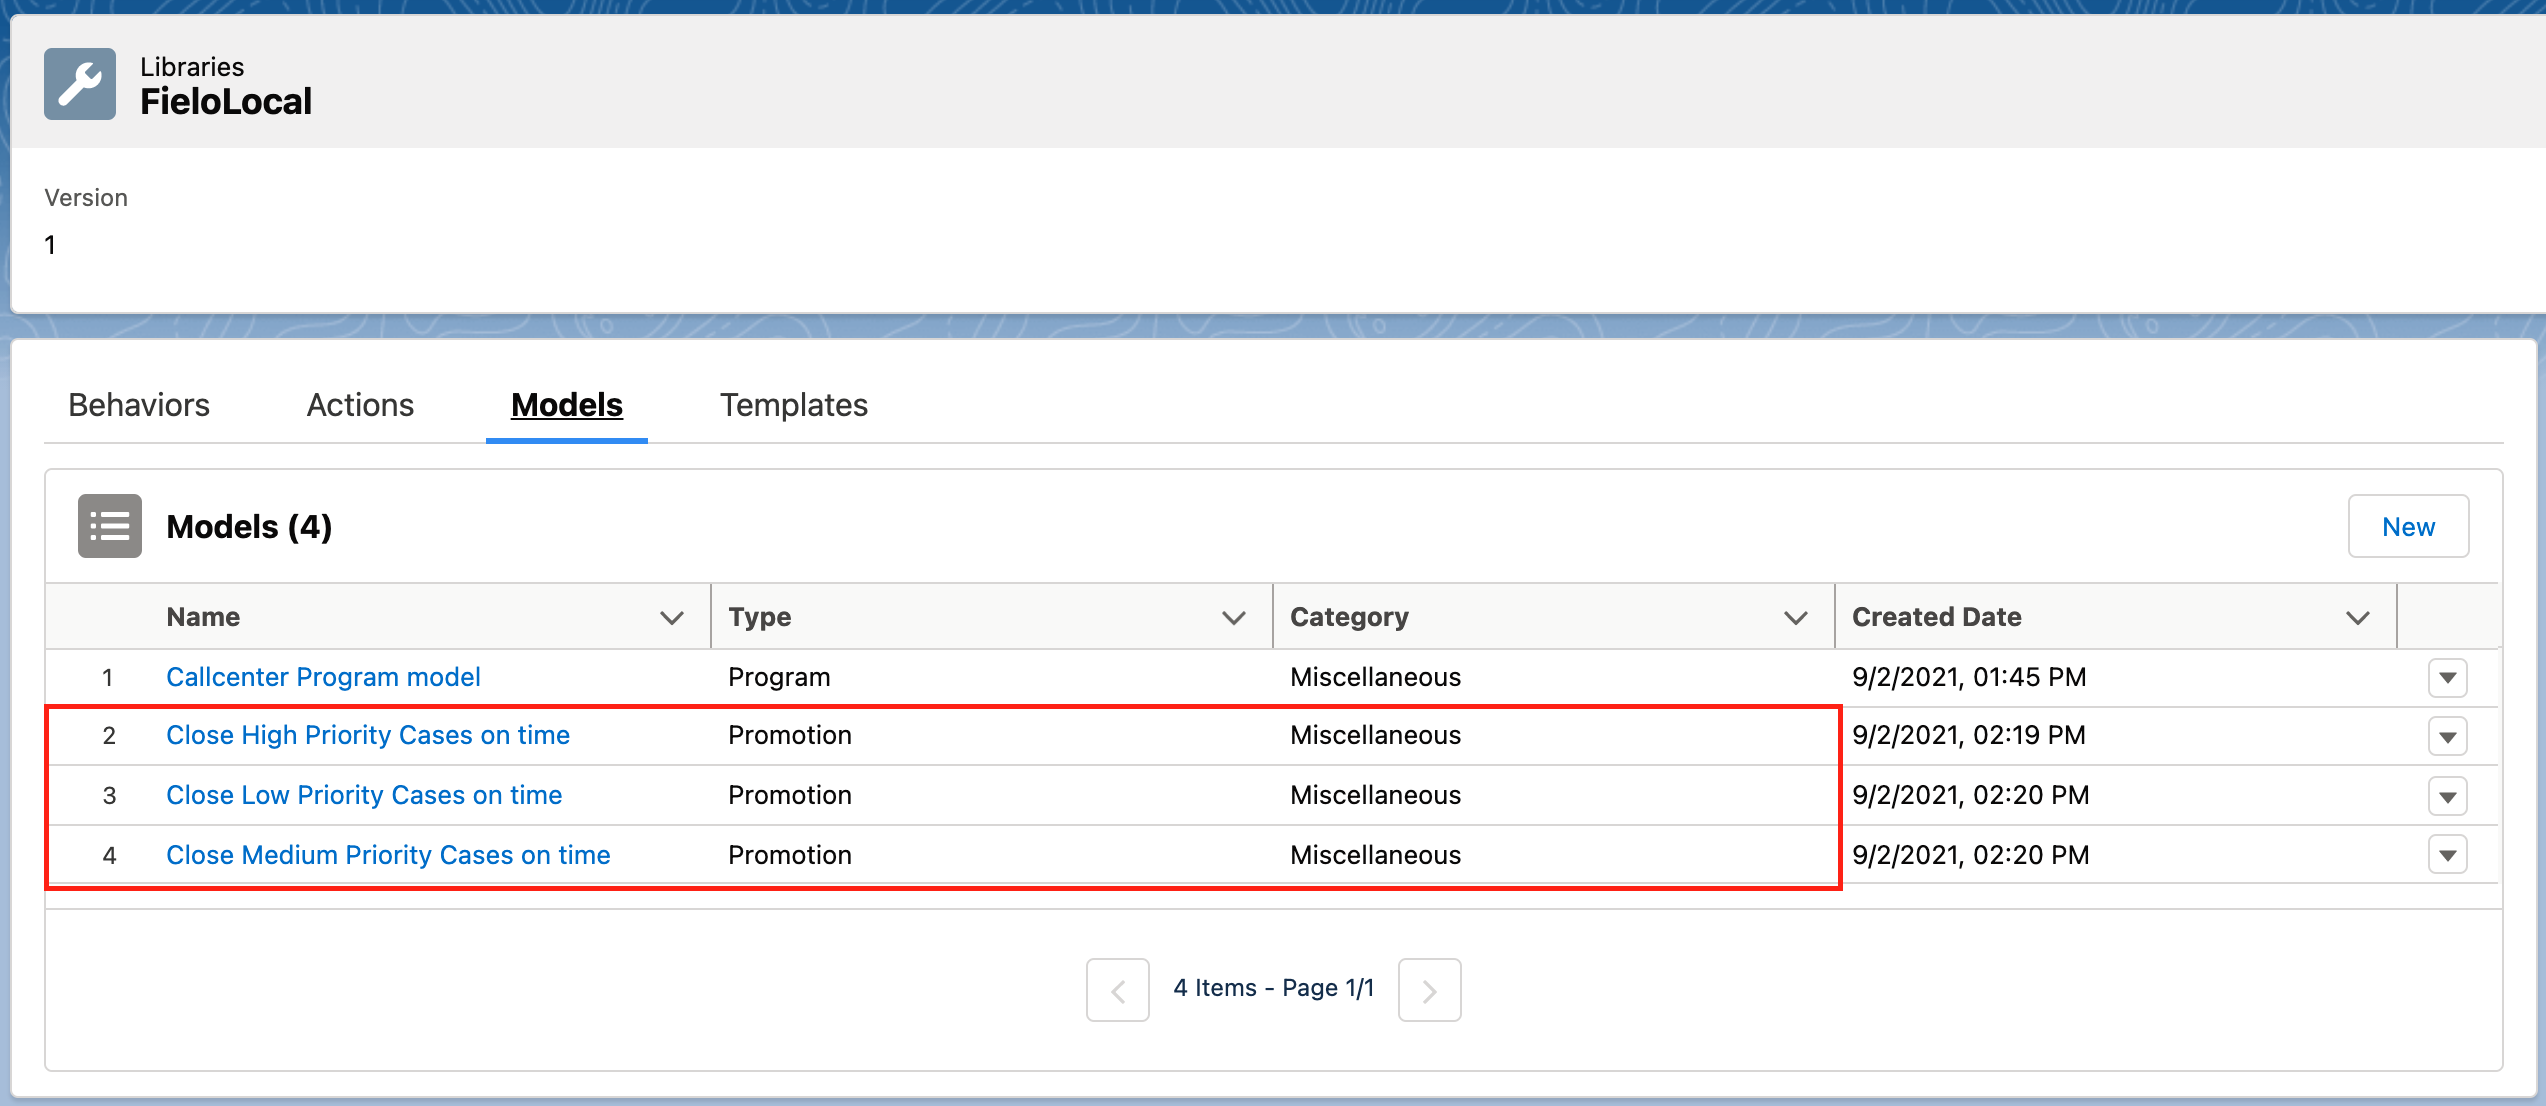 Libraries
FieloLocal
Version
1
Behaviors Actions Models Templates
Models (4) New
Name Type Category Created Date
1 Callcenter Program model Program Miscellaneous 9/2/2021, 01:45 PM
2 Close High Priority Cases on time Promotion Miscellaneous 9/2/2021, 02:19 PM
3 Close Low Priority Cases on time Promotion Miscellaneous 9/2/2021, 02:20 PM
4 Close Medium Priority Cases on time Promotion Miscellaneous 9/2/2021, 02:20 PM
4 Items - Page 1/1